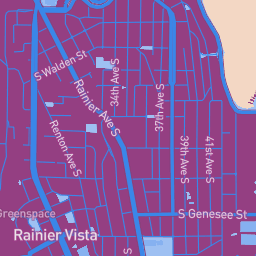 S Walden St
34th Ave S
Rainier Ave S
37th Ave S
Renton Ave S
39th Ave S
41st Ave S
Greenspace
S Genesee St
Rainier Vista
S